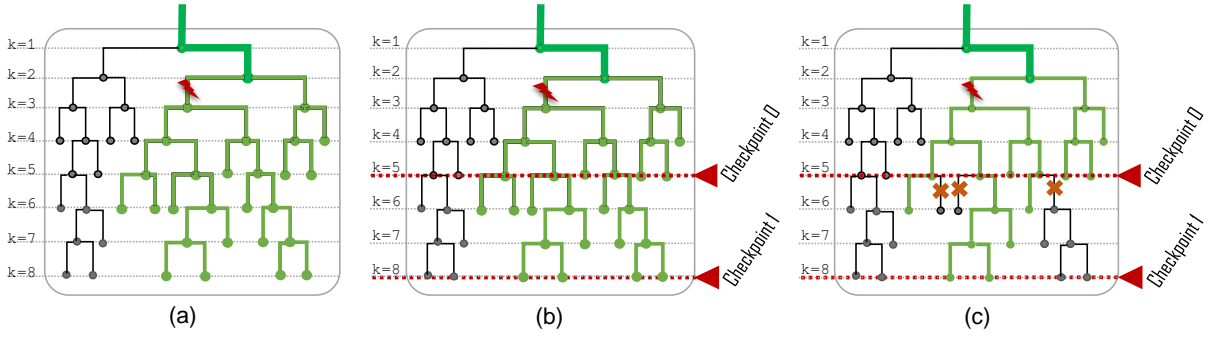 k=1
k=2
k=3
k=4
k=5
k=6
k=7
k=8
(a)
k=1
k=2
k=3
k=4
k=5
k=6
k=7
k=8
Checkpoint 0
Checkpoint 1
(b)
k=1
k=2
k=3
k=4
k=5
k=6
k=7
k=8
Checkpoint 0
Checkpoint 1
(c)